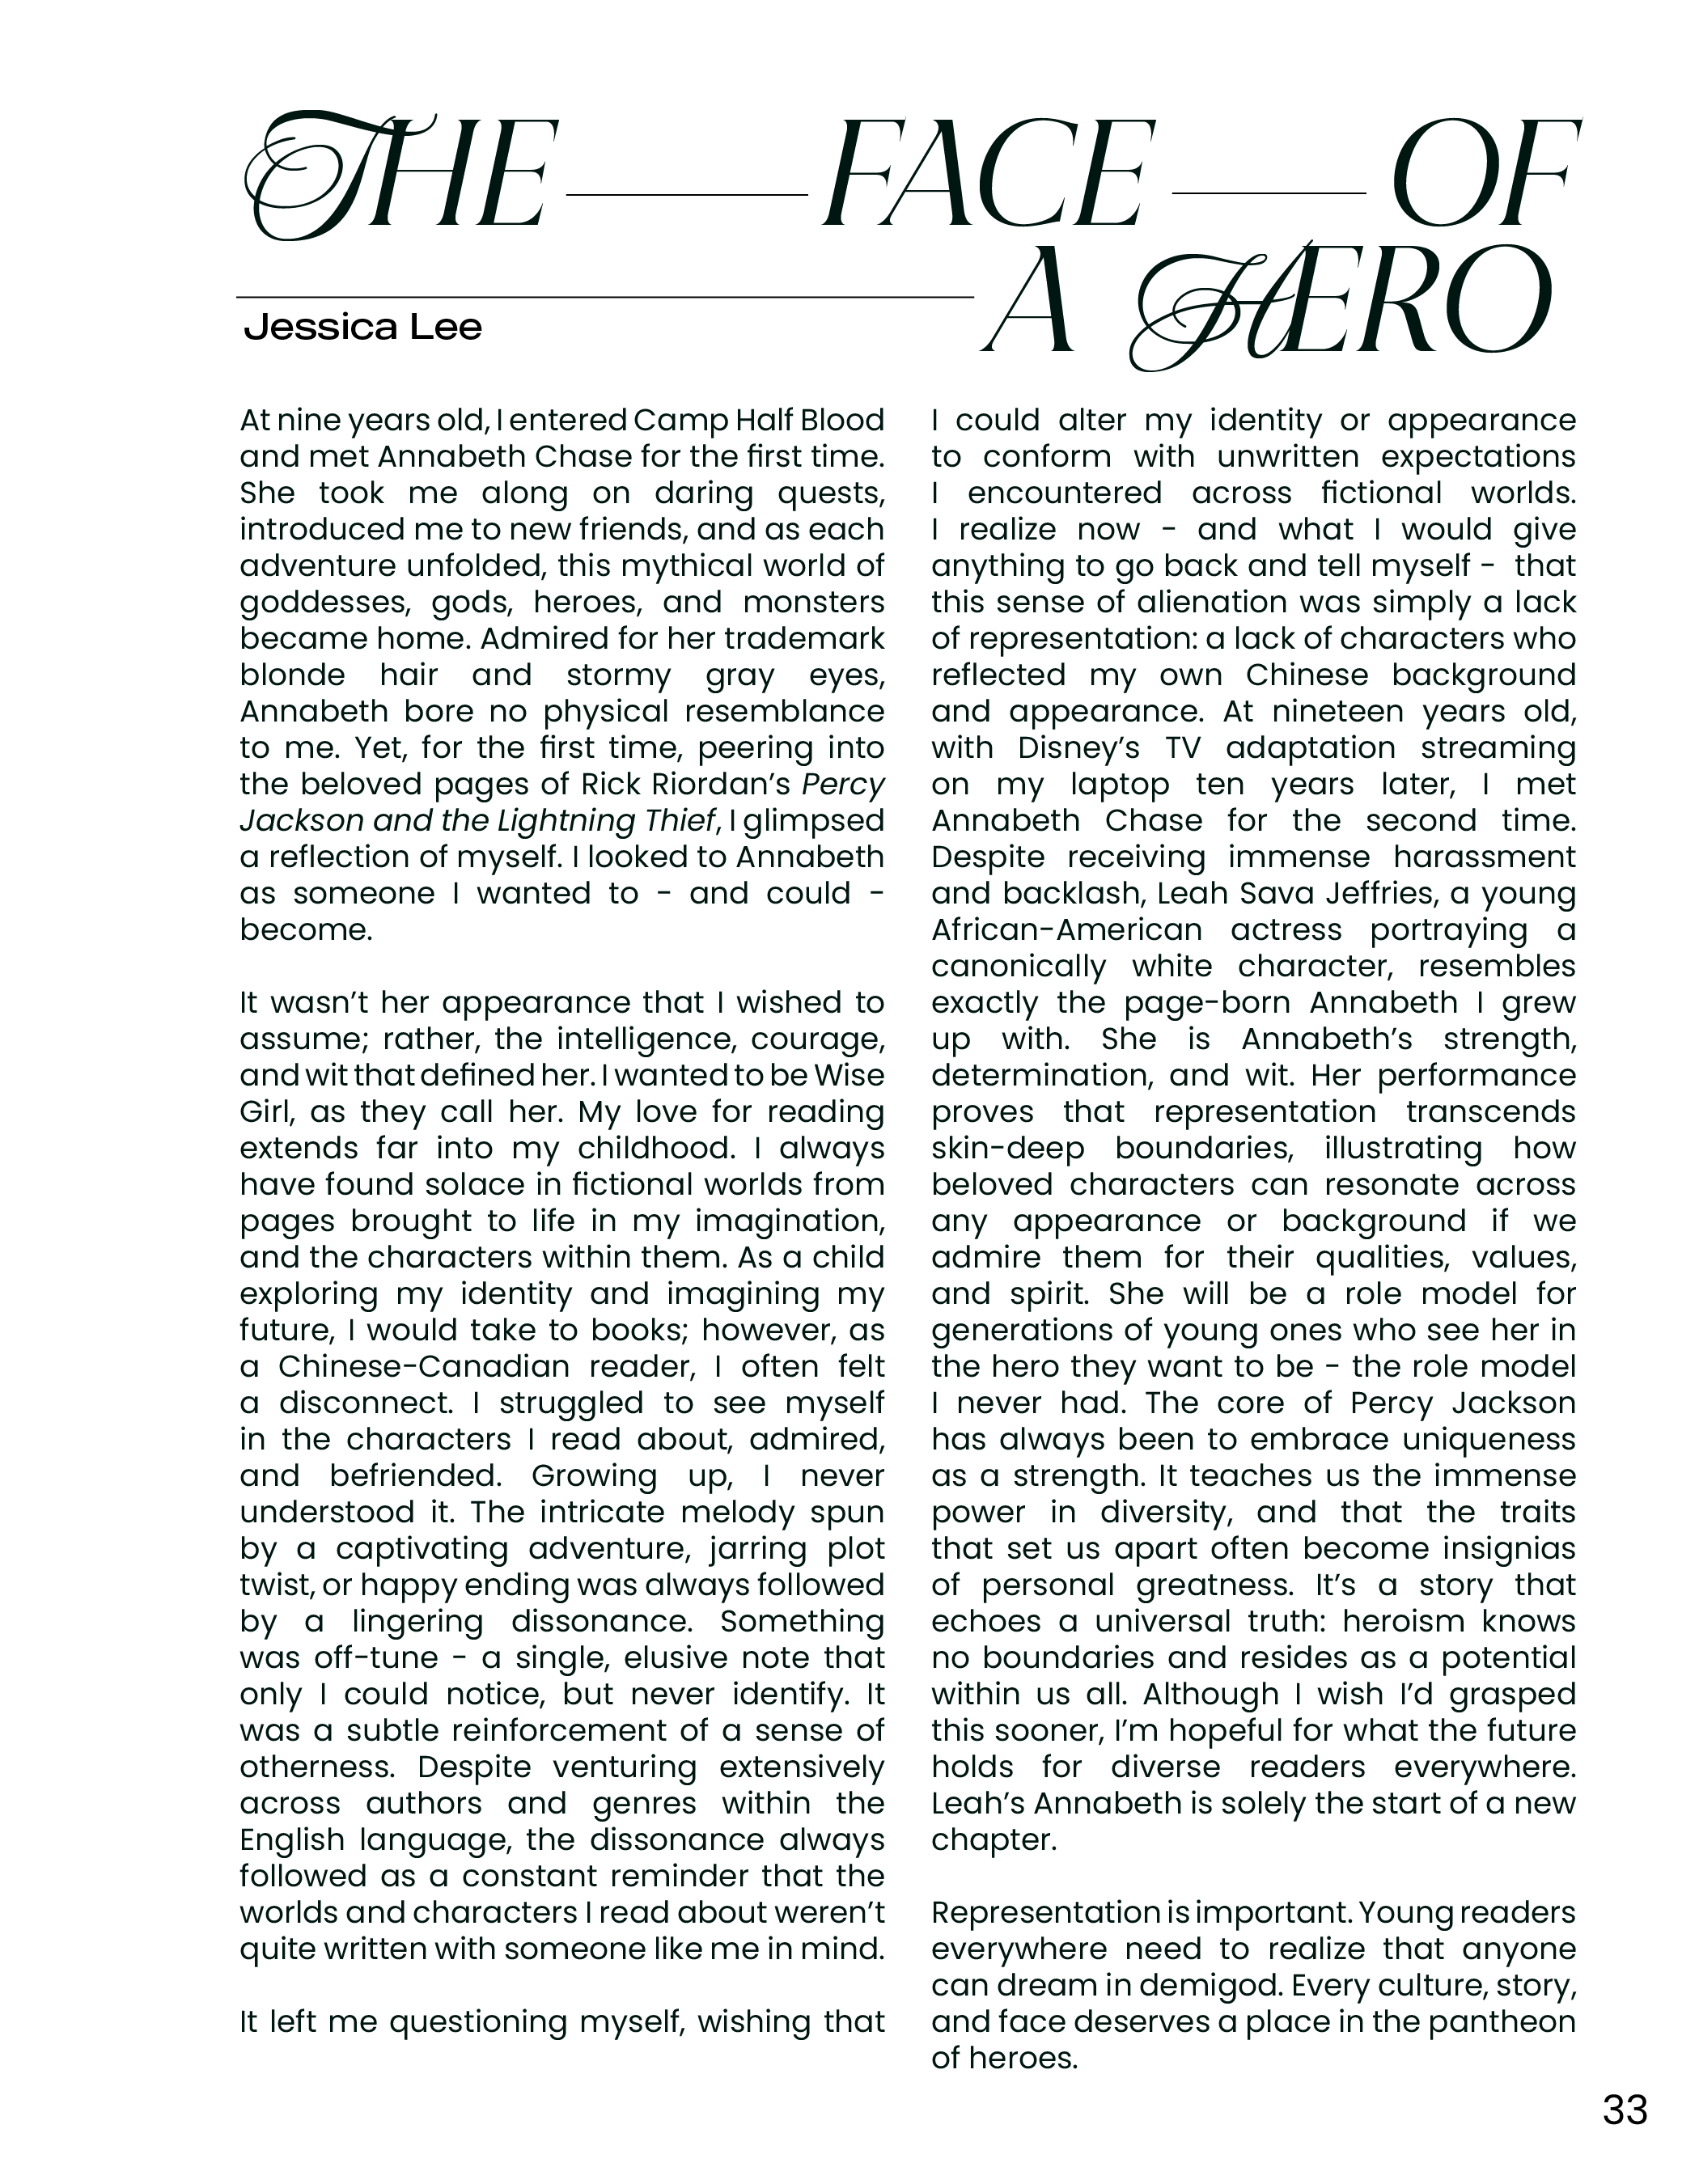 THE FACE OF
A HERO
Jessica Lee
At nine years old, I entered Camp Half Blood
and met Annabeth Chase for the first time.
She took me along on daring quests,
introduced me to new friends, and as each
adventure unfolded, this mythical world of
goddesses, gods, heroes, and monsters
became home. Admired for her trademark
blonde hair and stormy gray eyes,
Annabeth bore no physical resemblance
to me. Yet, for the first time, peering into
the beloved pages of Rick Riordan’s Percy
Jackson and the Lightning Thief, I glimpsed
a reflection of myself. I looked to Annabeth
as someone I wanted to - and could -
become.
It wasn’t her appearance that I wished to
assume; rather, the intelligence, courage,
and wit that defined her. I wanted to be Wise
Girl, as they call her. My love for reading
extends far into my childhood. I always
have found solace in fictional worlds from
pages brought to life in my imagination,
and the characters within them. As a child
exploring my identity and imagining my
future, I would take to books; however, as
a Chinese-Canadian reader, I often felt
a disconnect. I struggled to see myself
in the characters I read about, admired,
and befriended. Growing up, I never
understood it. The intricate melody spun
by a captivating adventure, jarring plot
twist, or happy ending was always followed
by a lingering dissonance. Something
was off-tune - a single, elusive note that
only I could notice, but never identify. It
was a subtle reinforcement of a sense of
otherness. Despite venturing extensively
across authors and genres within the
English language, the dissonance always
followed as a constant reminder that the
worlds and characters I read about weren’t
quite written with someone like me in mind.
It left me questioning myself, wishing that
I could alter my identity or appearance
to conform with unwritten expectations
I encountered across fictional worlds.
I realize now - and what I would give
anything to go back and tell myself - that
this sense of alienation was simply a lack
of representation: a lack of characters who
reflected my own Chinese background
and appearance. At nineteen years old,
with Disney’s TV adaptation streaming
on my laptop ten years later, I met
Annabeth Chase for the second time.
Despite receiving immense harassment
and backlash, Leah Sava Jeffries, a young
African-American actress portraying a
canonically white character, resembles
exactly the page-born Annabeth I grew
up with. She is Annabeth’s strength,
determination, and wit. Her performance
proves that representation transcends
skin-deep boundaries, illustrating how
beloved characters can resonate across
any appearance or background if we
admire them for their qualities, values,
and spirit. She will be a role model for
generations of young ones who see her in
the hero they want to be - the role model
I never had. The core of Percy Jackson
has always been to embrace uniqueness
as a strength. It teaches us the immense
power in diversity, and that the traits
that set us apart often become insignias
of personal greatness. It’s a story that
echoes a universal truth: heroism knows
no boundaries and resides as a potential
within us all. Although I wish I’d grasped
this sooner, I’m hopeful for what the future
holds for diverse readers everywhere.
Leah’s Annabeth is solely the start of a new
chapter.
Representation is important. Young readers
everywhere need to realize that anyone
can dream in demigod. Every culture, story,
and face deserves a place in the pantheon
of heroes.
33